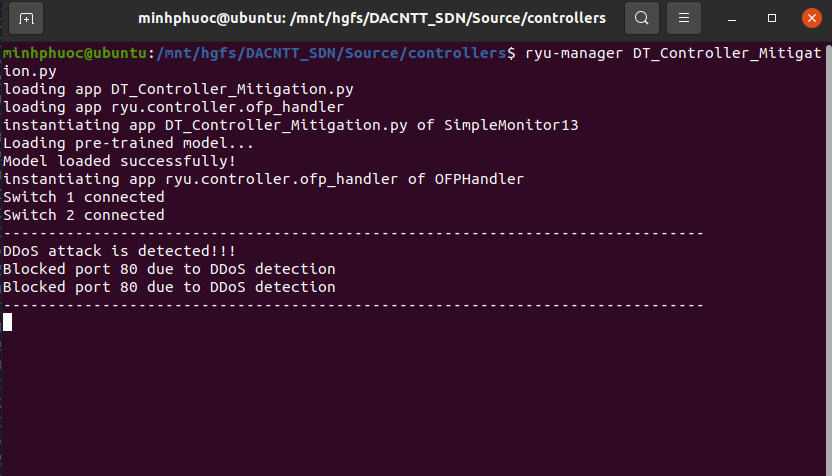 minhphuoc@ubuntu: /mnt/hgfs/DACNTT_SDN/Source/controllers
minhphuoc@ubuntu:/mnt/hgfs/DACNTT_SDN/Source/controllers$ ryu-manager DT_Controller_Mitigat
ion.py
loading app DT_Controller_Mitigation.py
loading app ryu.controller.ofp_handler
instantiating app DT_Controller_Mitigation.py of SimpleMonitor13
Loading pre-trained model...
Model loaded successfully!
instantiating app ryu.controller.ofp_handler of OFPHandler
Switch 1 connected
Switch 2 connected
------------------------------------------------------------------------------
DDoS attack is detected!!!
Blocked port 80 due to DDoS detection
Blocked port 80 due to DDoS detection
------------------------------------------------------------------------------